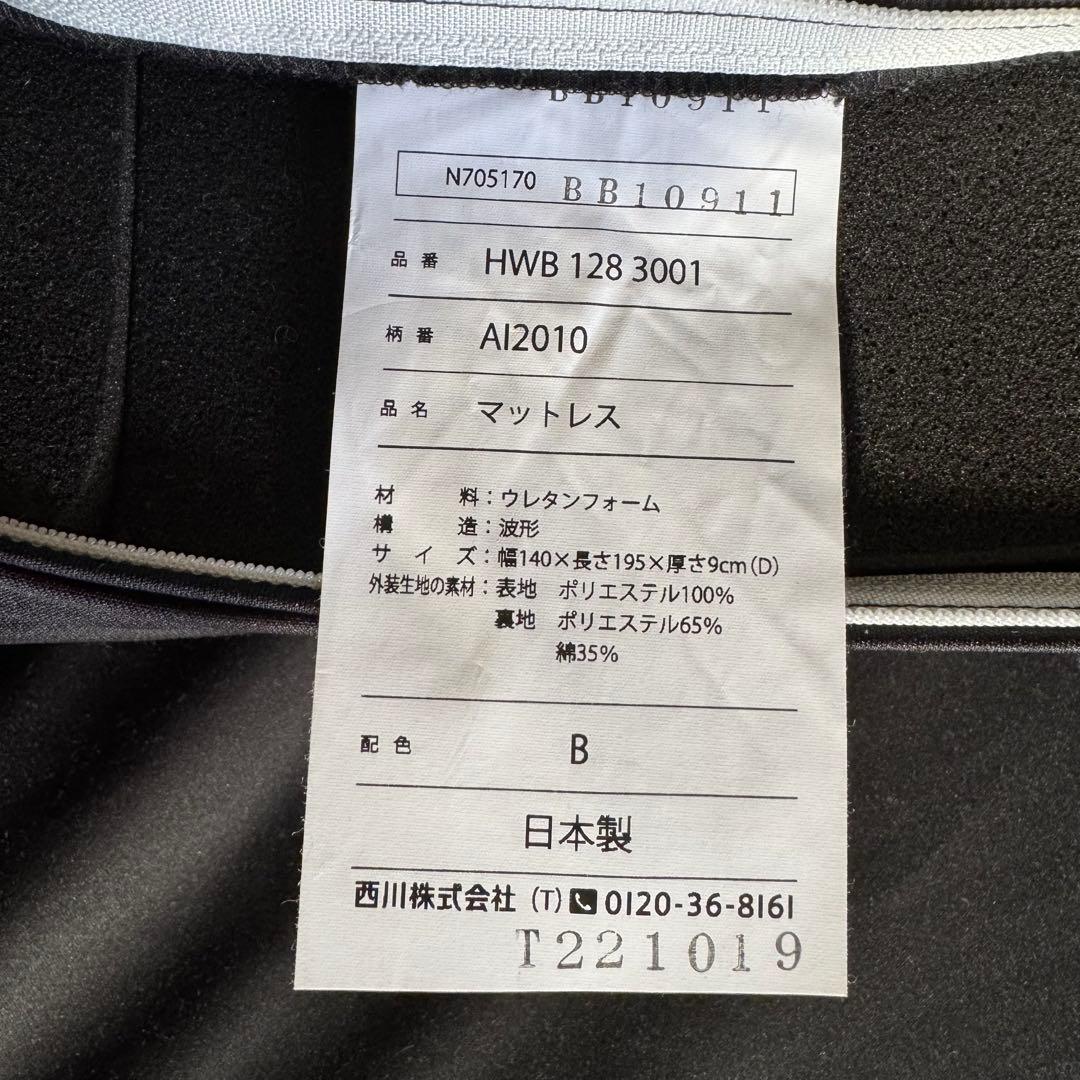 BB10911
N705170 BB10911
品番 HWB 128 3001
柄番 AI2010
品名 マットレス
材料：ウレタンフォーム
構造：波形
サイズ：幅140×長さ195×厚さ9cm（D）
外装生地の素材：表地 ポリエステル100%
裏地 ポリエステル65%
綿35%
配色 B
日本製
西川株式会社 (T) 0120-36-8161
T221019